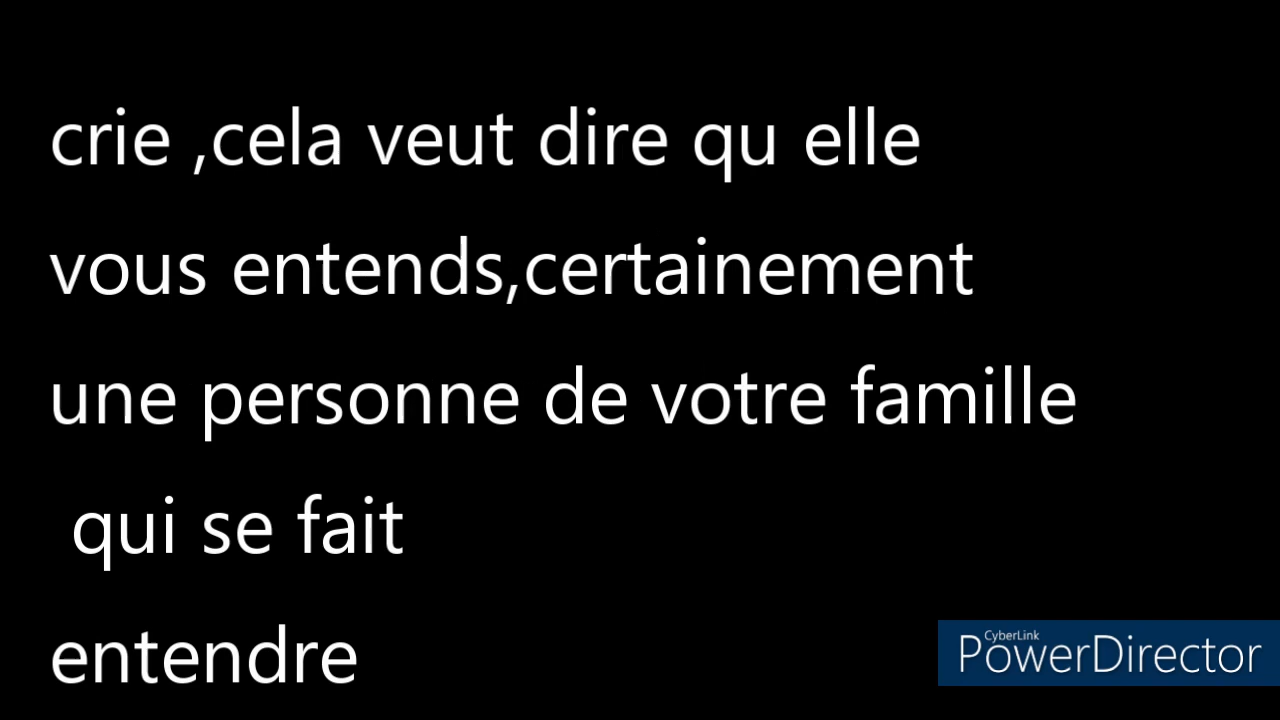 crie ,cela veut dire qu elle
vous entends,certainement
une personne de votre famille
qui se fait
entendre
CyberLink
PowerDirector